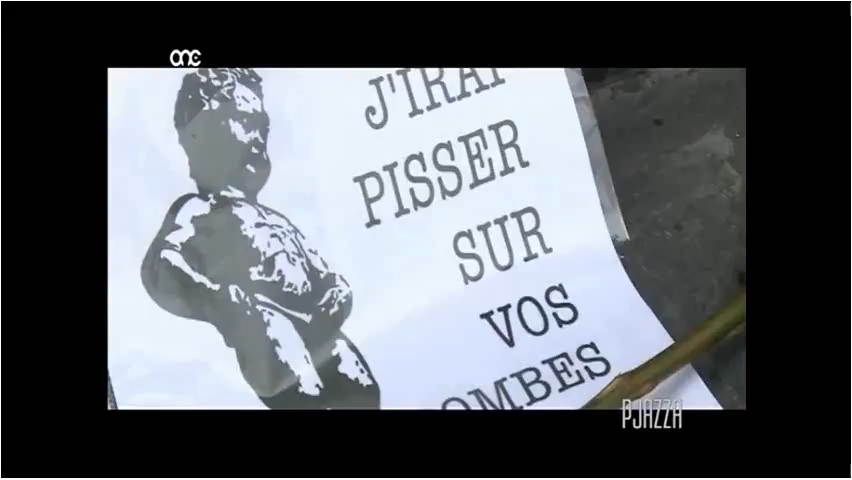 one
J'IRAI
PISSER
SUR
VOS
OMBES
PJAZZA